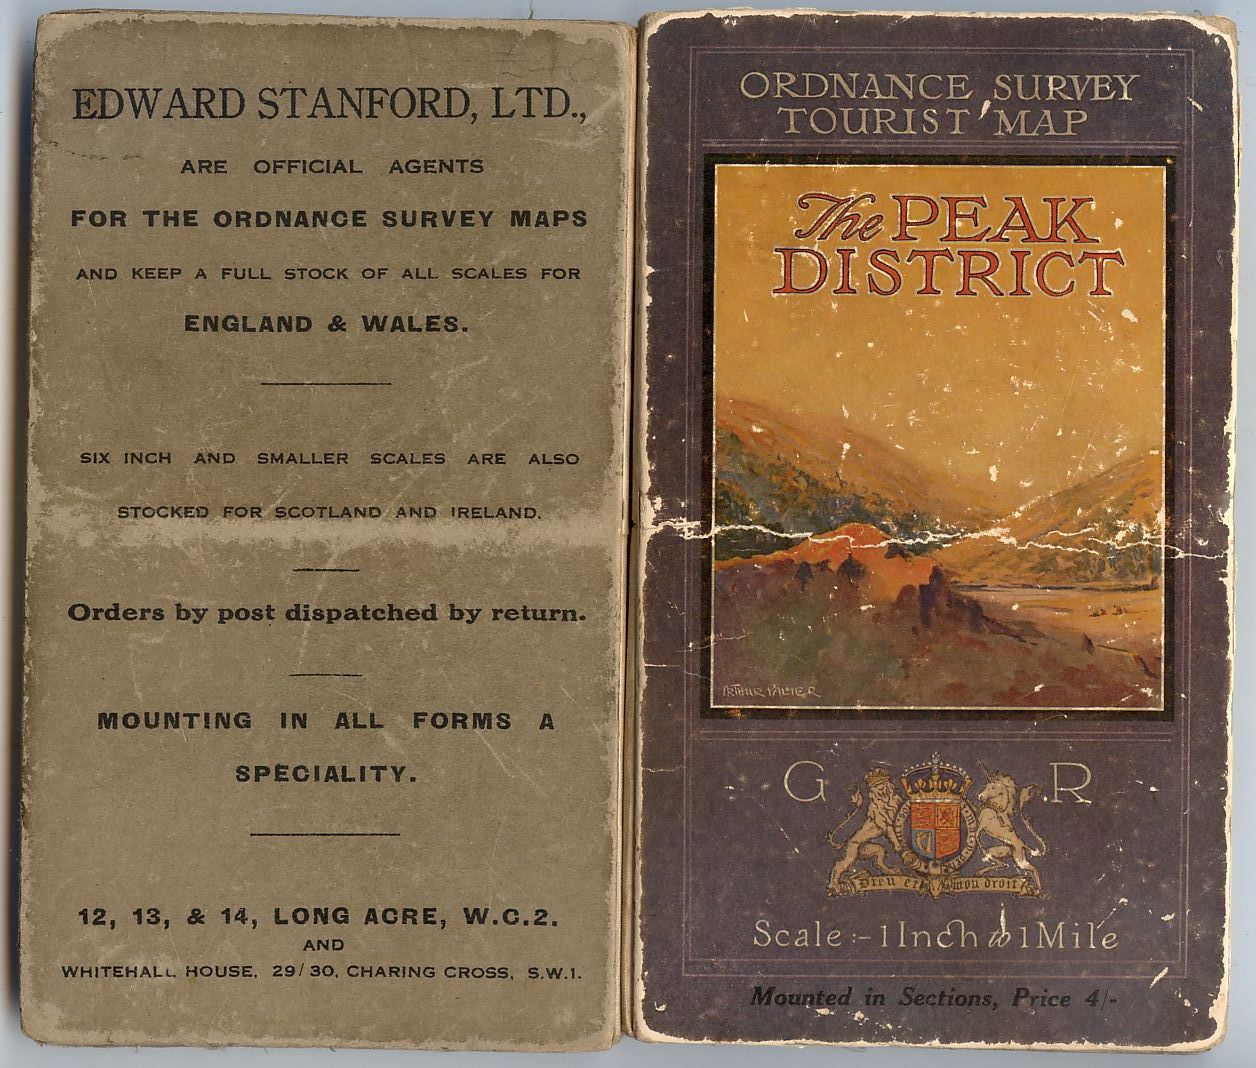 EDWARD STANFORD, LTD.,
ARE OFFICIAL AGENTS
FOR THE ORDNANCE SURVEY MAPS
AND KEEP A FULL STOCK OF ALL SCALES FOR
ENGLAND & WALES.
SIX INCH AND SMALLER SCALES ARE ALSO
STOCKED FOR SCOTLAND AND IRELAND.
Orders by post dispatched by return.
MOUNTING IN ALL FORMS A
SPECIALITY.
12, 13, & 14, LONG ACRE, W.C.2.
AND
WHITEHALL HOUSE, 29/30, CHARING CROSS, S.W.1.
ORDNANCE SURVEY
TOURIST MAP
The PEAK
DISTRICT
ARTHUR PALMER
G R
Dieu et mon droit
Scale :- 1 Inch to 1 Mile
Mounted in Sections, Price 4/-